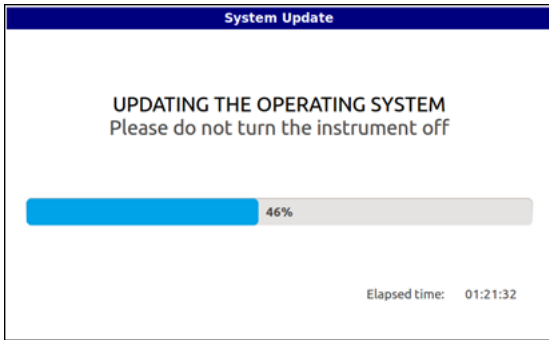 System Update
UPDATING THE OPERATING SYSTEM
Please do not turn the instrument off
46%
Elapsed time: 01:21:32